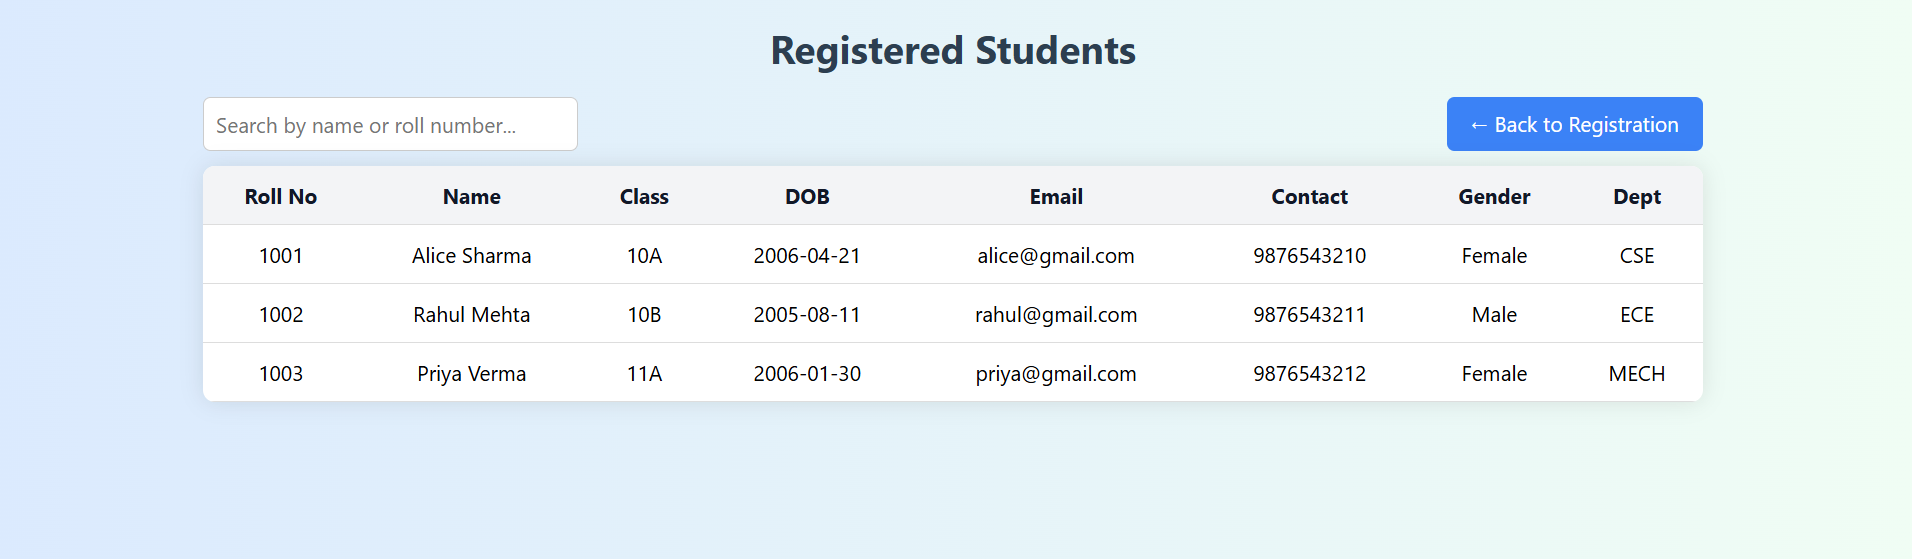 Registered Students
Search by name or roll number...
← Back to Registration
Roll No Name Class DOB Email Contact Gender Dept
1001 Alice Sharma 10A 2006-04-21 alice@gmail.com 9876543210 Female CSE
1002 Rahul Mehta 10B 2005-08-11 rahul@gmail.com 9876543211 Male ECE
1003 Priya Verma 11A 2006-01-30 priya@gmail.com 9876543212 Female MECH